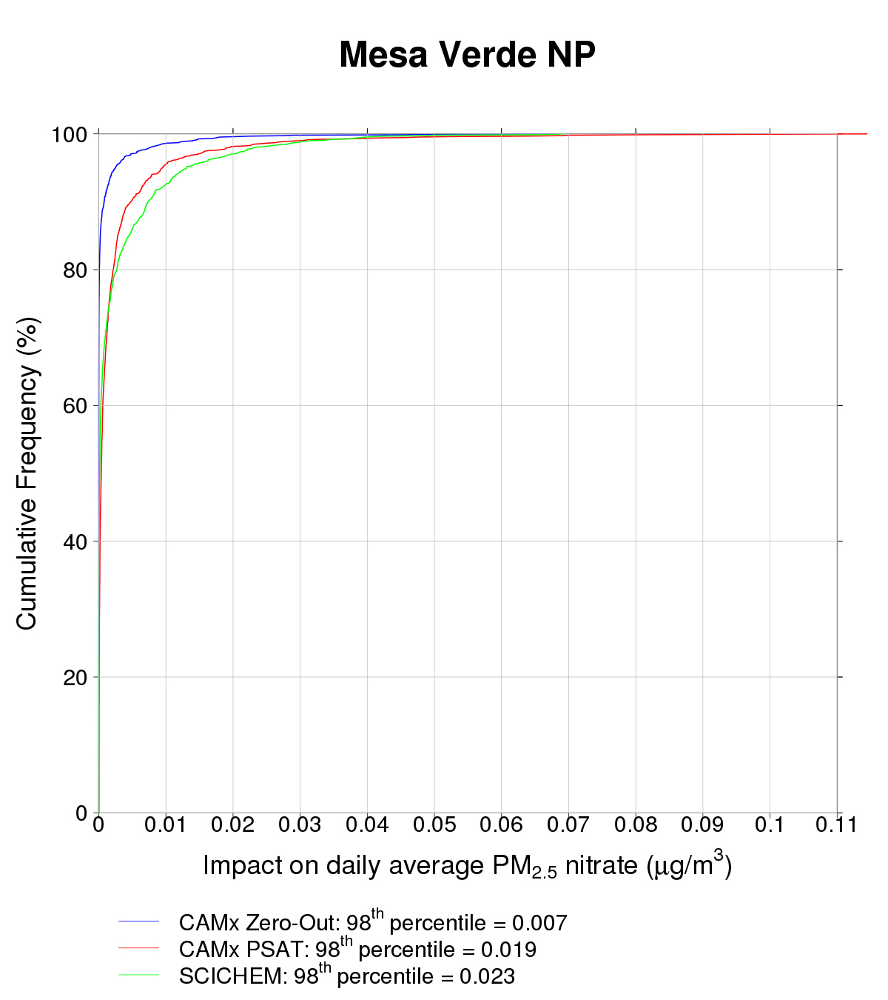 Mesa Verde NP
100
80
60
40
20
0
Cumulative Frequency (%)
0 0.01 0.02 0.03 0.04 0.05 0.06 0.07 0.08 0.09 0.1 0.11
Impact on daily average PM2.5 nitrate (μg/m3)
CAMx Zero-Out: 98th percentile = 0.007
CAMx PSAT: 98th percentile = 0.019
SCICHEM: 98th percentile = 0.023